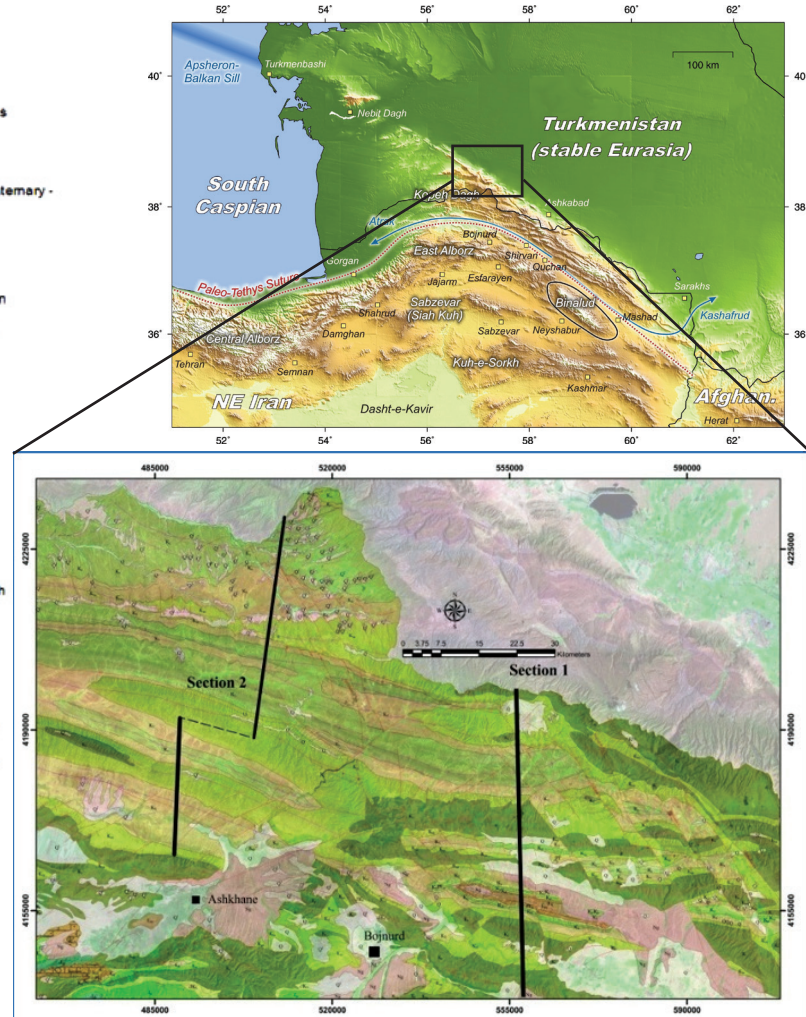 52˚ 54˚ 56˚ 58˚ 60˚ 62˚
40˚
38˚
36˚
Apsheron-
Balkan Sill
Turkmenbashi
100 km
Nebit Dagh
Turkmenistan
(stable Eurasia)
South
Caspian
Kopeh Dagh
Ashkabad
Atrak
Bojnurd
Gorgan
East Alborz
Shirvan
Quchan
Paleo-Tethys Suture
Jajarm
Esfarayen
Sarakhs
Binalud
Sabzevar
(Siah Kuh)
Shahrud
Mashad
Kashafrud
Central Alborz
Damghan
Sabzevar
Neyshabur
Tehran
Semnan
Kuh-e-Sorkh
Kashmar
NE Iran
Dasht-e-Kavir
Afghan.
Herat
52˚ 54˚ 56˚ 58˚ 60˚ 62˚
40˚
38˚
36˚
s
ternary -
n
h
485000 520000 555000 590000
4225000
4190000
4155000
N
W E
S
0 3.75 7.5 15 22.5 30
Kilometers
Section 1
Section 2
Ashkhane
Bojnurd
4225000
4190000
4155000
485000 520000 555000 590000